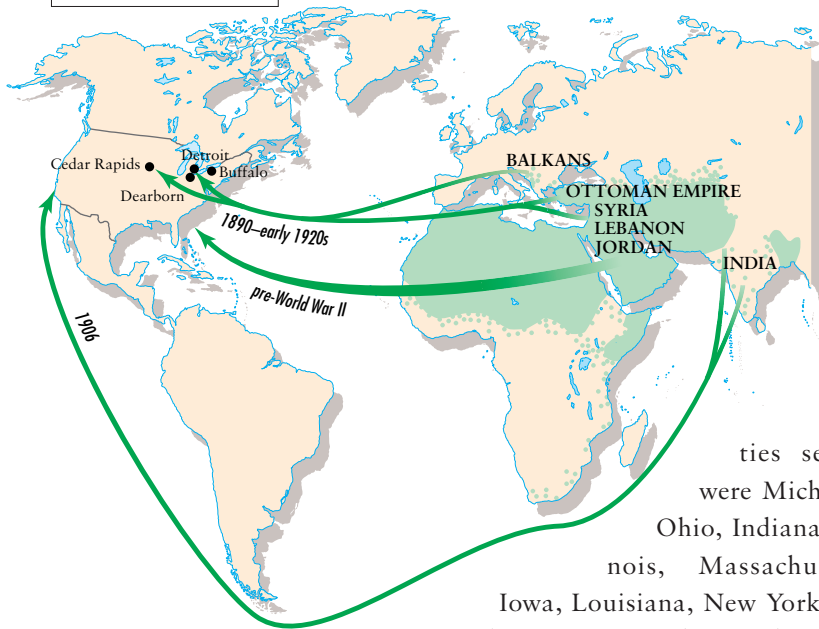 BALKANS
Cedar Rapids
Detroit
Buffalo
Dearborn
OTTOMAN EMPIRE
SYRIA
LEBANON
JORDAN
1890–early 1920s
INDIA
pre-World War II
1906
ties se
were Mich
Ohio, Indiana,
nois, Massachu
Iowa, Louisiana, New York